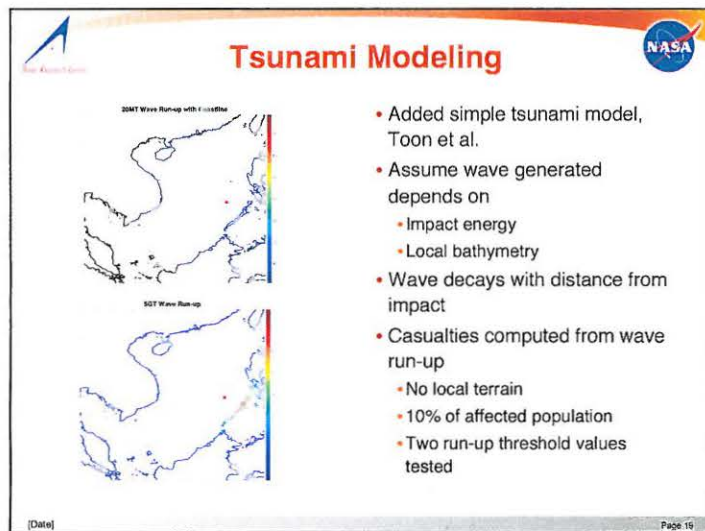 Tsunami Modeling
NASA
20MT Wave Run-up with Coastline
5GT Wave Run-up
• Added simple tsunami model,
Toon et al.
• Assume wave generated
depends on
• Impact energy
• Local bathymetry
• Wave decays with distance from
impact
• Casualties computed from wave
run-up
• No local terrain
• 10% of affected population
• Two run-up threshold values
tested
[Date]
Page 19